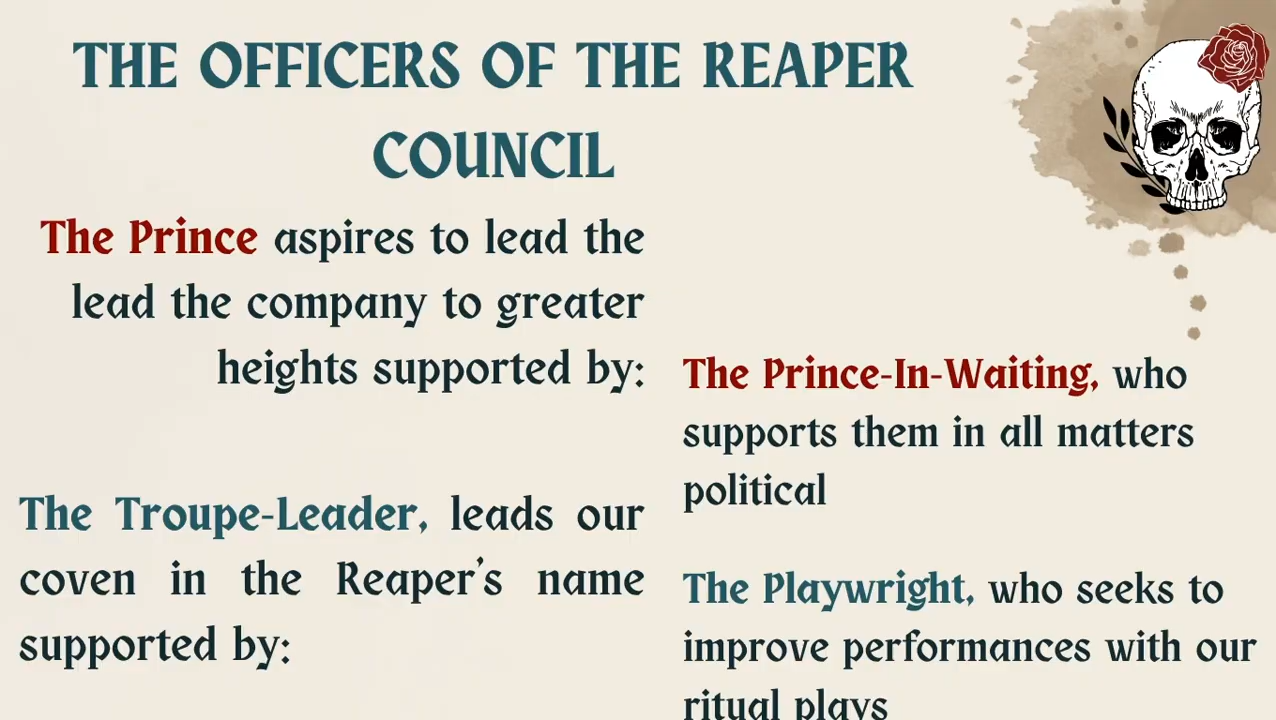 THE OFFICERS OF THE REAPER
COUNCIL
The Prince aspires to lead the
lead the company to greater
heights supported by:
The Prince-In-Waiting, who
supports them in all matters
political
The Troupe-Leader, leads our
coven in the Reaper's name
supported by:
The Playwright, who seeks to
improve performances with our
ritual plays